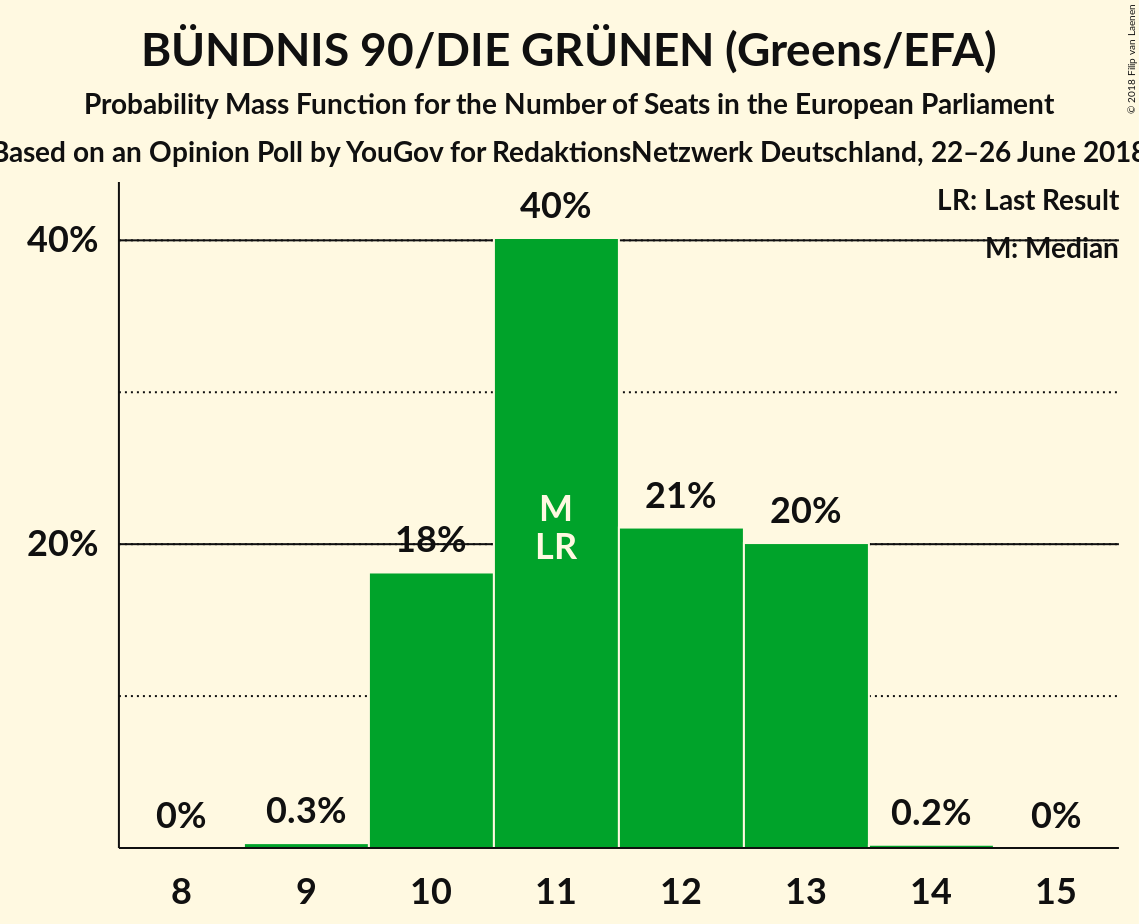 BÜNDNIS 90/DIE GRÜNEN (Greens/EFA)
Probability Mass Function for the Number of Seats in the European Parliament
Based on an Opinion Poll by YouGov for RedaktionsNetzwerk Deutschland, 22–26 June 2018
© 2018 Filip van Laenen
LR: Last Result
M: Median
40%
20%
0%
0.3%
18%
40%
M
LR
21%
20%
0.2%
0%
8 9 10 11 12 13 14 15